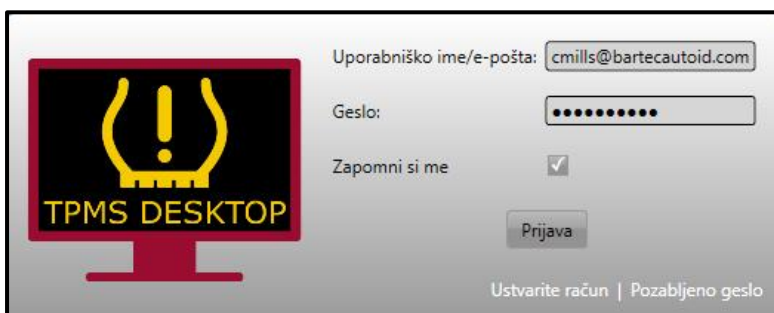 TPMS DESKTOP
Uporabniško ime/e-pošta: cmills@bartecautoid.com
Geslo: ••••••••••
Zapomni si me
Prijava
Ustvarite račun | Pozabljeno geslo